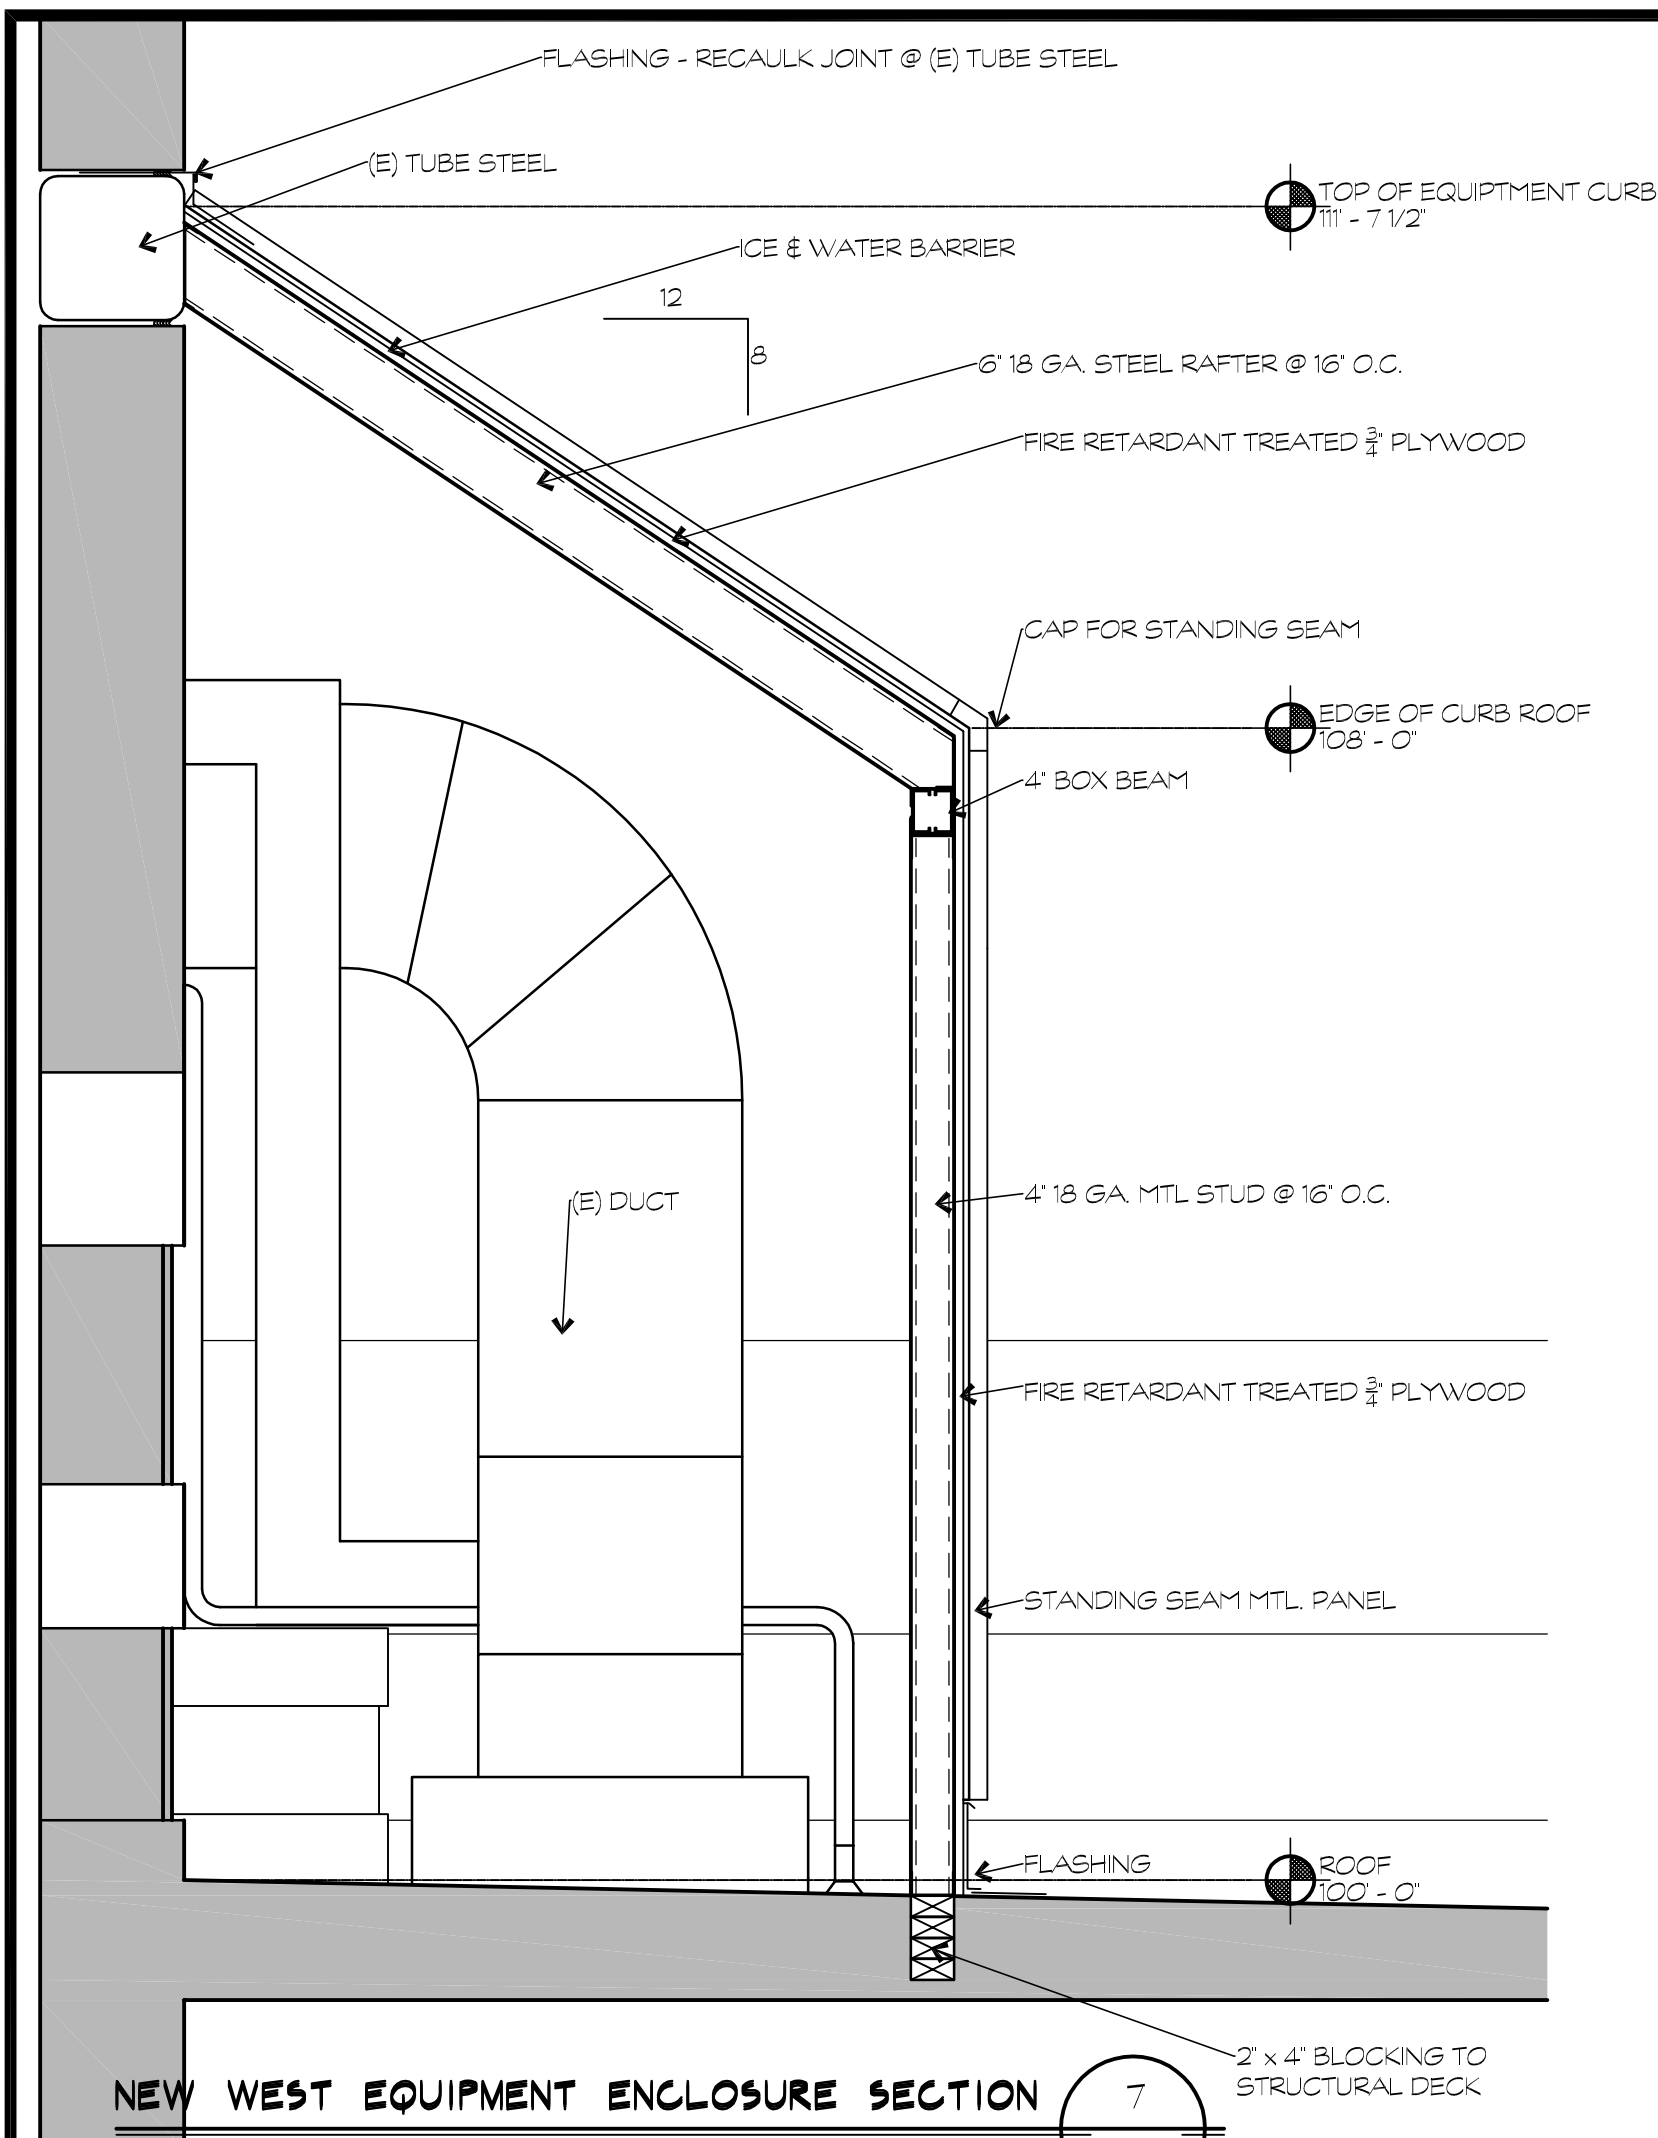 FLASHING - RECAULK JOINT @ (E) TUBE STEEL
(E) TUBE STEEL
TOP OF EQUIPTMENT CURB
111' - 7 1/2"
ICE & WATER BARRIER
12
8
6" 18 GA. STEEL RAFTER @ 16" O.C.
FIRE RETARDANT TREATED 3/4" PLYWOOD
CAP FOR STANDING SEAM
EDGE OF CURB ROOF
108' - 0"
4" BOX BEAM
4" 18 GA. MTL STUD @ 16" O.C.
(E) DUCT
FIRE RETARDANT TREATED 3/4" PLYWOOD
STANDING SEAM MTL. PANEL
FLASHING
ROOF
100' - 0"
2" x 4" BLOCKING TO
STRUCTURAL DECK
NEW WEST EQUIPMENT ENCLOSURE SECTION
7